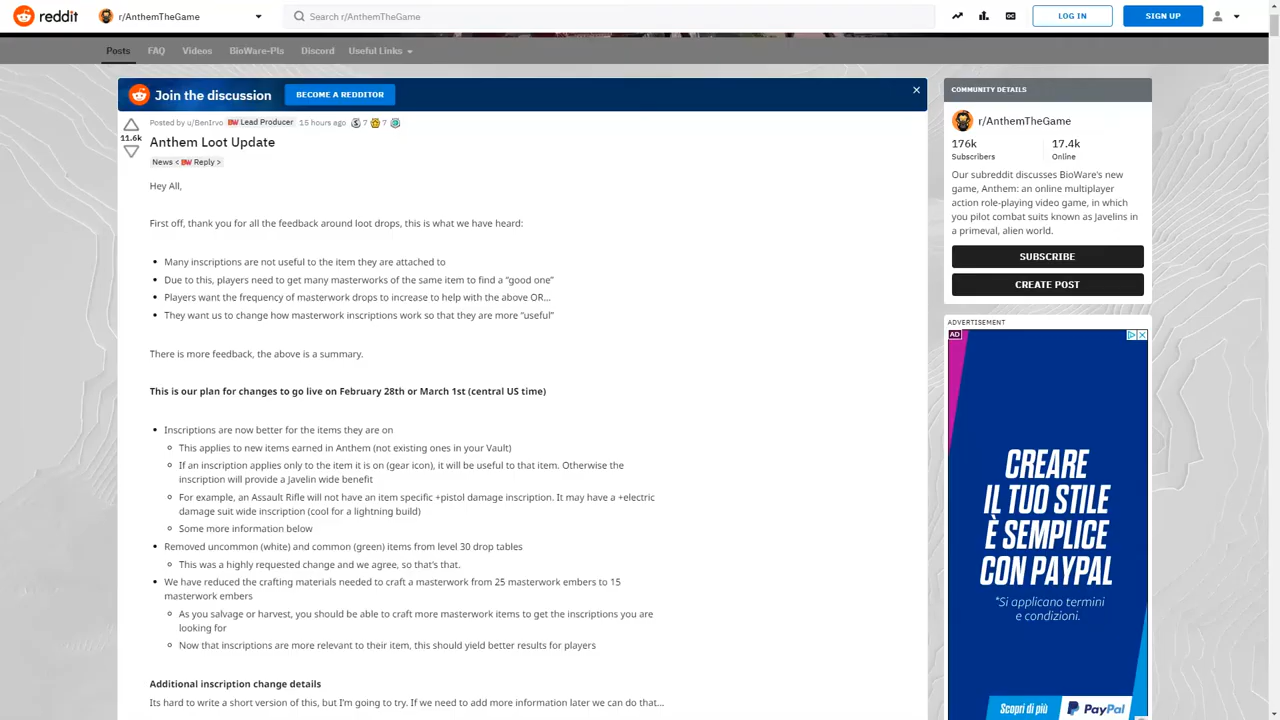 reddit
r/AnthemTheGame
Search r/AnthemTheGame
LOG IN
SIGN UP
Posts
FAQ
Videos
BioWare-Pls
Discord
Useful Links
Join the discussion
BECOME A REDDITOR
Posted by u/BenIrvo BW Lead Producer 15 hours ago 7 7
11.6k
Anthem Loot Update
News < BW Reply >
Hey All,
First off, thank you for all the feedback around loot drops, this is what we have heard:
Many inscriptions are not useful to the item they are attached to
Due to this, players need to get many masterworks of the same item to find a “good one”
Players want the frequency of masterwork drops to increase to help with the above OR...
They want us to change how masterwork inscriptions work so that they are more “useful”
There is more feedback, the above is a summary.
This is our plan for changes to go live on February 28th or March 1st (central US time)
Inscriptions are now better for the items they are on
This applies to new items earned in Anthem (not existing ones in your Vault)
If an inscription applies only to the item it is on (gear icon), it will be useful to that item. Otherwise the
inscription will provide a Javelin wide benefit
For example, an Assault Rifle will not have an item specific +pistol damage inscription. It may have a +electric
damage suit wide inscription (cool for a lightning build)
Some more information below
Removed uncommon (white) and common (green) items from level 30 drop tables
This was a highly requested change and we agree, so that’s that.
We have reduced the crafting materials needed to craft a masterwork from 25 masterwork embers to 15
masterwork embers
As you salvage or harvest, you should be able to craft more masterwork items to get the inscriptions you are
looking for
Now that inscriptions are more relevant to their item, this should yield better results for players
Additional inscription change details
Its hard to write a short version of this, but I’m going to try. If we need to add more information later we can do that...
COMMUNITY DETAILS
r/AnthemTheGame
176k
17.4k
Subscribers
Online
Our subreddit discusses BioWare's new
game, Anthem: an online multiplayer
action role-playing video game, in which
you pilot combat suits known as Javelins in
a primeval, alien world.
SUBSCRIBE
CREATE POST
ADVERTISEMENT
AD
CREARE
IL TUO STILE
È SEMPLICE
CON PAYPAL
*Si applicano termini
e condizioni.
Scopri di più
PayPal